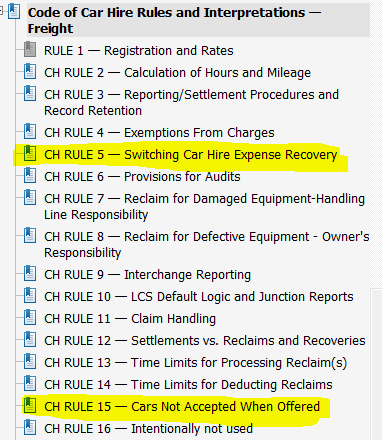 Code of Car Hire Rules and Interpretations —
Freight
RULE 1 — Registration and Rates
CH RULE 2 — Calculation of Hours and Mileage
CH RULE 3 — Reporting/Settlement Procedures and
Record Retention
CH RULE 4 — Exemptions From Charges
CH RULE 5 — Switching Car Hire Expense Recovery
CH RULE 6 — Provisions for Audits
CH RULE 7 — Reclaim for Damaged Equipment-Handling
Line Responsibility
CH RULE 8 — Reclaim for Defective Equipment - Owner's
Responsibility
CH RULE 9 — Interchange Reporting
CH RULE 10 — LCS Default Logic and Junction Reports
CH RULE 11 — Claim Handling
CH RULE 12 — Settlements vs. Reclaims and Recoveries
CH RULE 13 — Time Limits for Processing Reclaim(s)
CH RULE 14 — Time Limits for Deducting Reclaims
CH RULE 15 — Cars Not Accepted When Offered
CH RULE 16 — Intentionally not used